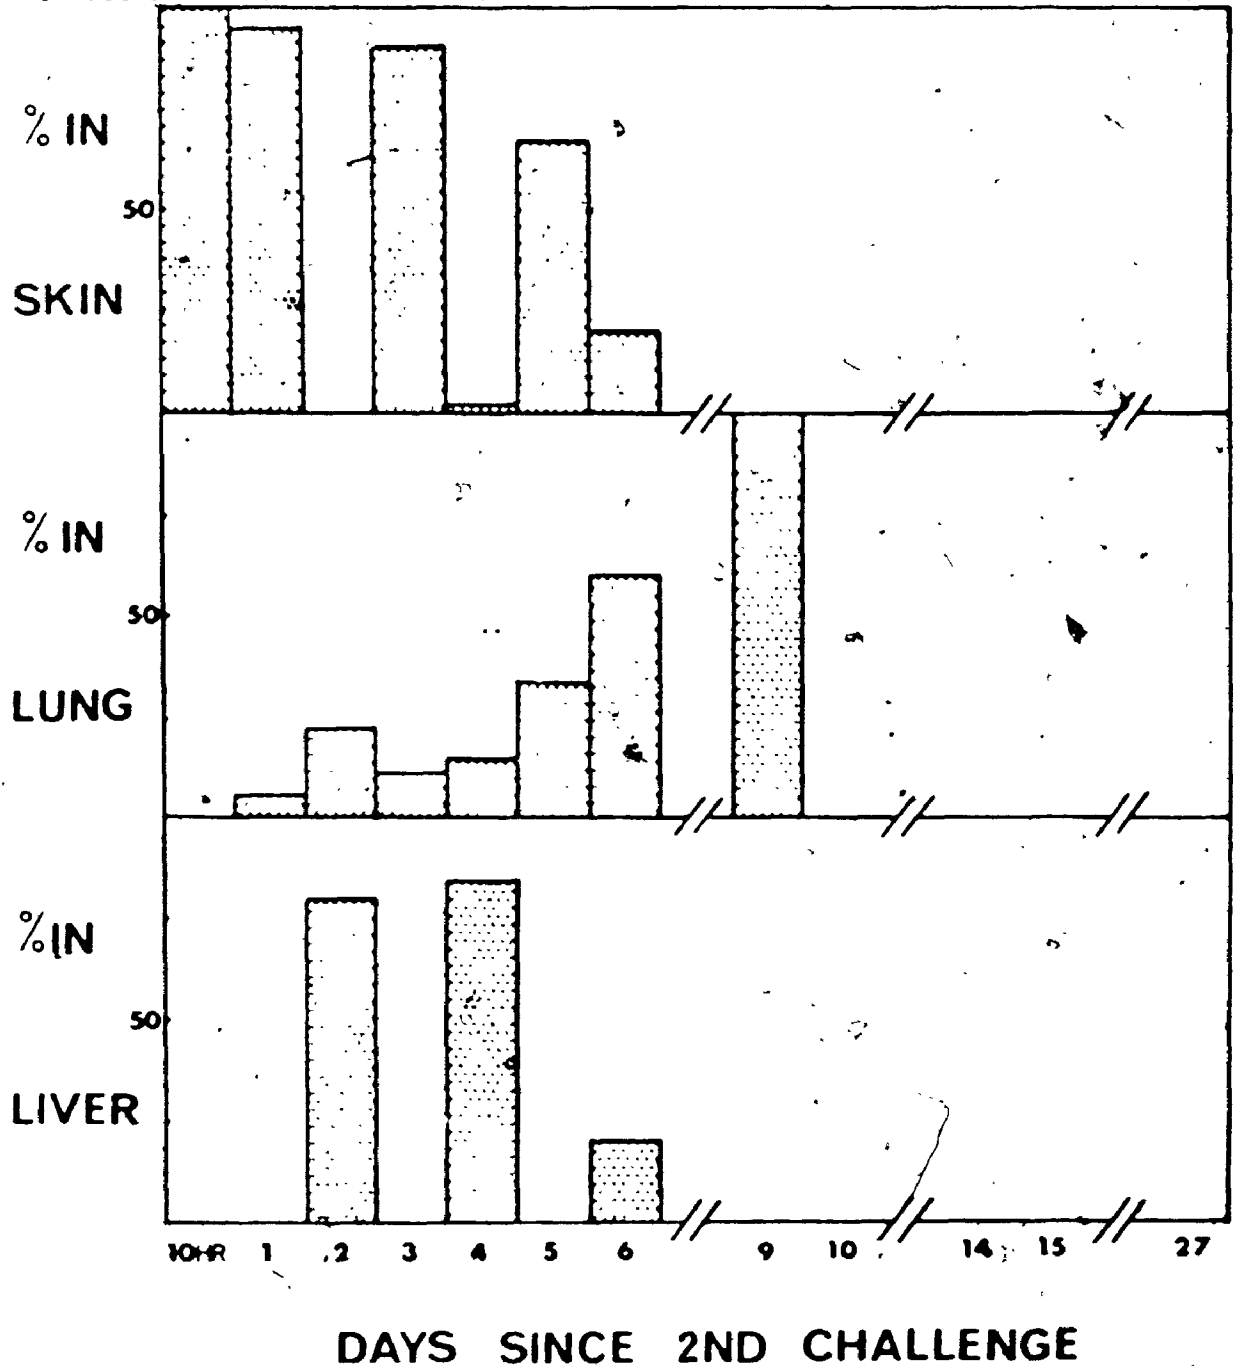 % IN
50
SKIN
% IN
50
LUNG
% IN
50
LIVER
10HR 1 2 3 4 5 6 9 10 14 15 27
DAYS SINCE 2ND CHALLENGE